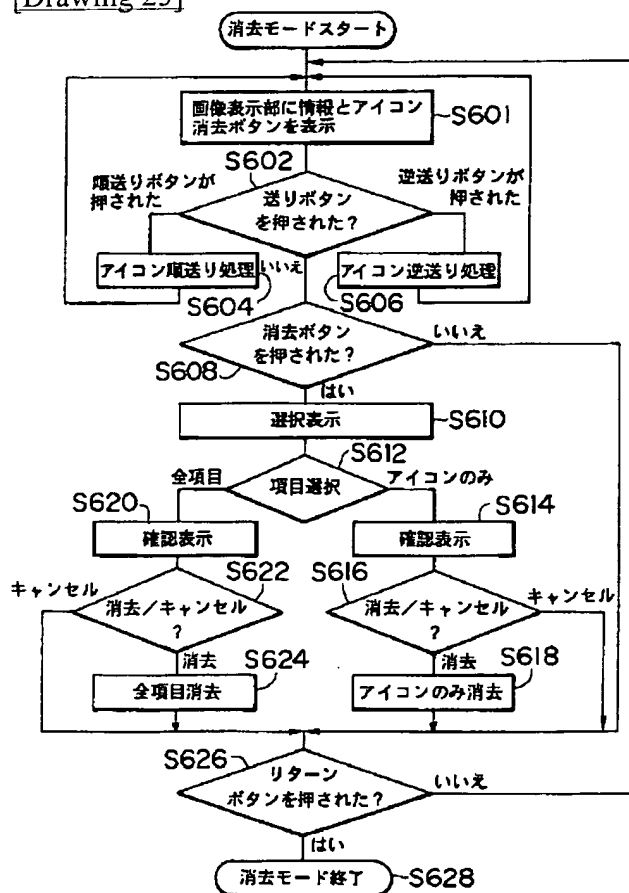 [Drawing 25]
消去モードスタート
画像表示部に情報とアイコン
消去ボタンを表示
S601
S602
順送りボタンが
押された
逆送りボタンが
押された
送りボタン
を押された?
アイコン順送り処理
いいえ
アイコン逆送り処理
S604
S606
消去ボタン
を押された?
いいえ
S608
はい
選択表示
S610
S612
全項目
項目選択
アイコンのみ
S620
S614
確認表示
確認表示
S622
S616
キャンセル
消去/キャンセル
?
消去/キャンセル
?
キャンセル
消去
S624
消去
S618
全項目消去
アイコンのみ消去
S626
リターン
ボタンを押された?
いいえ
はい
消去モード終了
S628